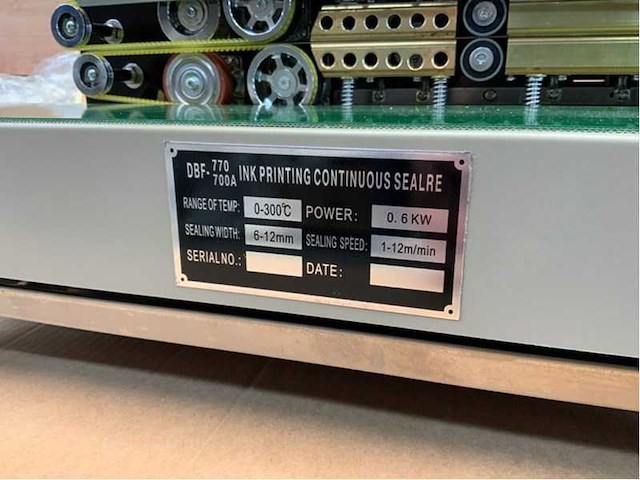 DBF-770/700A INK PRINTING CONTINUOUS SEALRE
RANGE OF TEMP: 0-300℃ POWER: 0.6 KW
SEALING WIDTH: 6-12mm SEALING SPEED: 1-12m/min
SERIAL NO.: DATE: